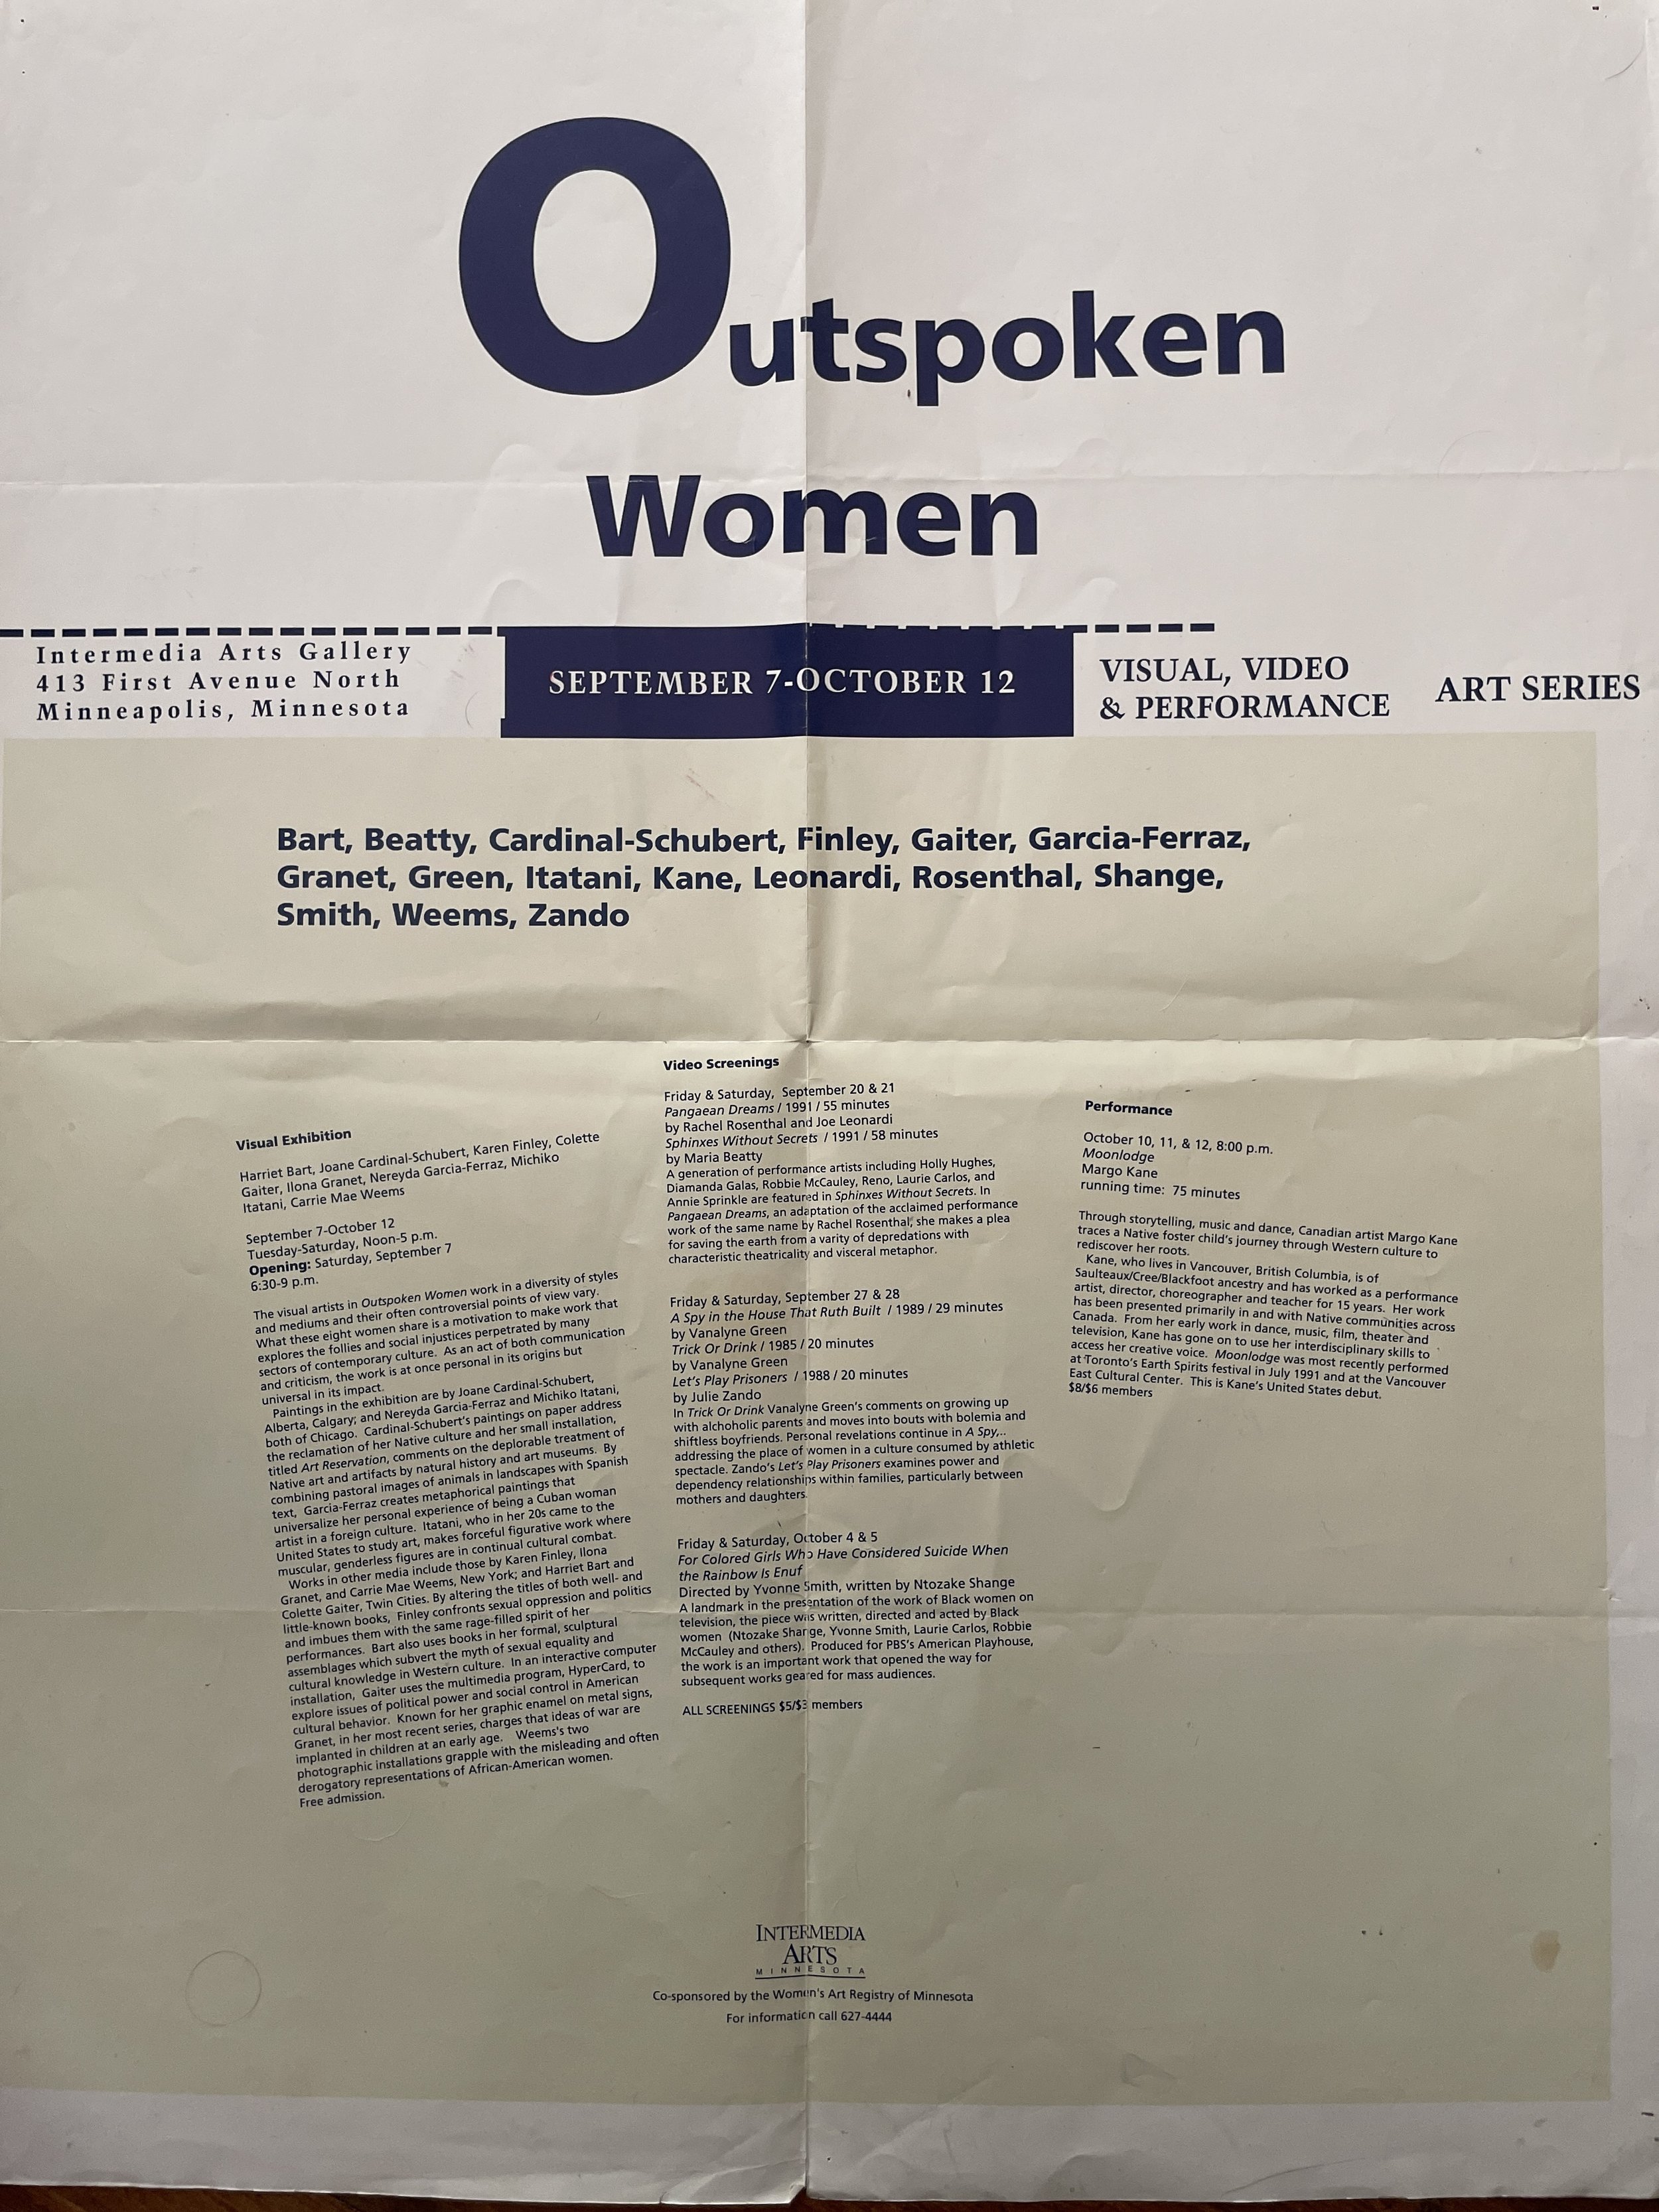 Outspoken
Women
Intermedia Arts Gallery
413 First Avenue North
Minneapolis, Minnesota
SEPTEMBER 7-OCTOBER 12
VISUAL, VIDEO
& PERFORMANCE
ART SERIES
Bart, Beatty, Cardinal-Schubert, Finley, Gaiter, Garcia-Ferraz,
Granet, Green, Itatani, Kane, Leonardi, Rosenthal, Shange,
Smith, Weems, Zando
Visual Exhibition
Harriet Bart, Joane Cardinal-Schubert, Karen Finley, Colette
Gaiter, Ilona Granet, Nereyda Garcia-Ferraz, Michiko
Itatani, Carrie Mae Weems
September 7-October 12
Tuesday-Saturday, Noon-5 p.m.
Opening: Saturday, September 7
6:30-9 p.m.
The visual artists in Outspoken Women work in a diversity of styles
and mediums and their often controversial points of view vary.
What these eight women share is a motivation to make work that
explores the follies and social injustices perpetrated by many
sectors of contemporary culture. As an act of both communication
and criticism, the work is at once personal in its origins but
universal in its impact.
Paintings in the exhibition are by Joane Cardinal-Schubert,
Alberta, Calgary; and Nereyda Garcia-Ferraz and Michiko Itatani,
both of Chicago. Cardinal-Schubert's paintings on paper address
the reclamation of her Native culture and her small installation,
titled Art Reservation, comments on the deplorable treatment of
Native art and artifacts by natural history and art museums. By
combining pastoral images of animals in landscapes with Spanish
text, Garcia-Ferraz creates metaphorical paintings that
universalize her personal experience of being a Cuban woman
artist in a foreign culture. Itatani, who in her 20s came to the
United States to study art, makes forceful figurative work where
muscular, genderless figures are in continual cultural combat.
Works in other media include those by Karen Finley, Ilona
Granet, and Carrie Mae Weems, New York; and Harriet Bart and
Colette Gaiter, Twin Cities. By altering the titles of both well- and
little-known books, Finley confronts sexual oppression and politics
and imbues them with the same rage-filled spirit of her
performances. Bart also uses books in her formal, sculptural
assemblages which subvert the myth of sexual equality and
cultural knowledge in Western culture. In an interactive computer
installation, Gaiter uses the multimedia program, HyperCard, to
explore issues of political power and social control in American
cultural behavior. Known for her graphic enamel on metal signs,
Granet, in her most recent series, charges that ideas of war are
implanted in children at an early age. Weems's two
photographic installations grapple with the misleading and often
derogatory representations of African-American women.
Free admission.
Video Screenings
Friday & Saturday, September 20 & 21
Pangaean Dreams / 1991 / 55 minutes
by Rachel Rosenthal and Joe Leonardi
Sphinxes Without Secrets / 1991 / 58 minutes
by Maria Beatty
A generation of performance artists including Holly Hughes,
Diamanda Galas, Robbie McCauley, Reno, Laurie Carlos, and
Annie Sprinkle are featured in Sphinxes Without Secrets. In
Pangaean Dreams, an adaptation of the acclaimed performance
work of the same name by Rachel Rosenthal, she makes a plea
for saving the earth from a varity of depredations with
characteristic theatricality and visceral metaphor.
Friday & Saturday, September 27 & 28
A Spy in the House That Ruth Built / 1989 / 29 minutes
by Vanalyne Green
Trick Or Drink / 1985 / 20 minutes
by Vanalyne Green
Let's Play Prisoners / 1988 / 20 minutes
by Julie Zando
In Trick Or Drink Vanalyne Green's comments on growing up
with alchoholic parents and moves into bouts with bolemia and
shiftless boyfriends. Personal revelations continue in A Spy,..
addressing the place of women in a culture consumed by athletic
spectacle. Zando's Let's Play Prisoners examines power and
dependency relationships within families, particularly between
mothers and daughters.
Friday & Saturday, October 4 & 5
For Colored Girls Who Have Considered Suicide When
the Rainbow Is Enuf
Directed by Yvonne Smith, written by Ntozake Shange
A landmark in the presentation of the work of Black women on
television, the piece was written, directed and acted by Black
women (Ntozake Shange, Yvonne Smith, Laurie Carlos, Robbie
McCauley and others). Produced for PBS's American Playhouse,
the work is an important work that opened the way for
subsequent works geared for mass audiences.
ALL SCREENINGS $5/$3 members
Performance
October 10, 11, & 12, 8:00 p.m.
Moonlodge
Margo Kane
running time: 75 minutes
Through storytelling, music and dance, Canadian artist Margo Kane
traces a Native foster child's journey through Western culture to
rediscover her roots.
Kane, who lives in Vancouver, British Columbia, is of
Saulteaux/Cree/Blackfoot ancestry and has worked as a performance
artist, director, choreographer and teacher for 15 years. Her work
has been presented primarily in and with Native communities across
Canada. From her early work in dance, music, film, theater and
television, Kane has gone on to use her interdisciplinary skills to
access her creative voice. Moonlodge was most recently performed
at Toronto's Earth Spirits festival in July 1991 and at the Vancouver
East Cultural Center. This is Kane's United States debut.
$8/$6 members
INTERMEDIA
ARTS
MINNESOTA
Co-sponsored by the Women's Art Registry of Minnesota
For information call 627-4444